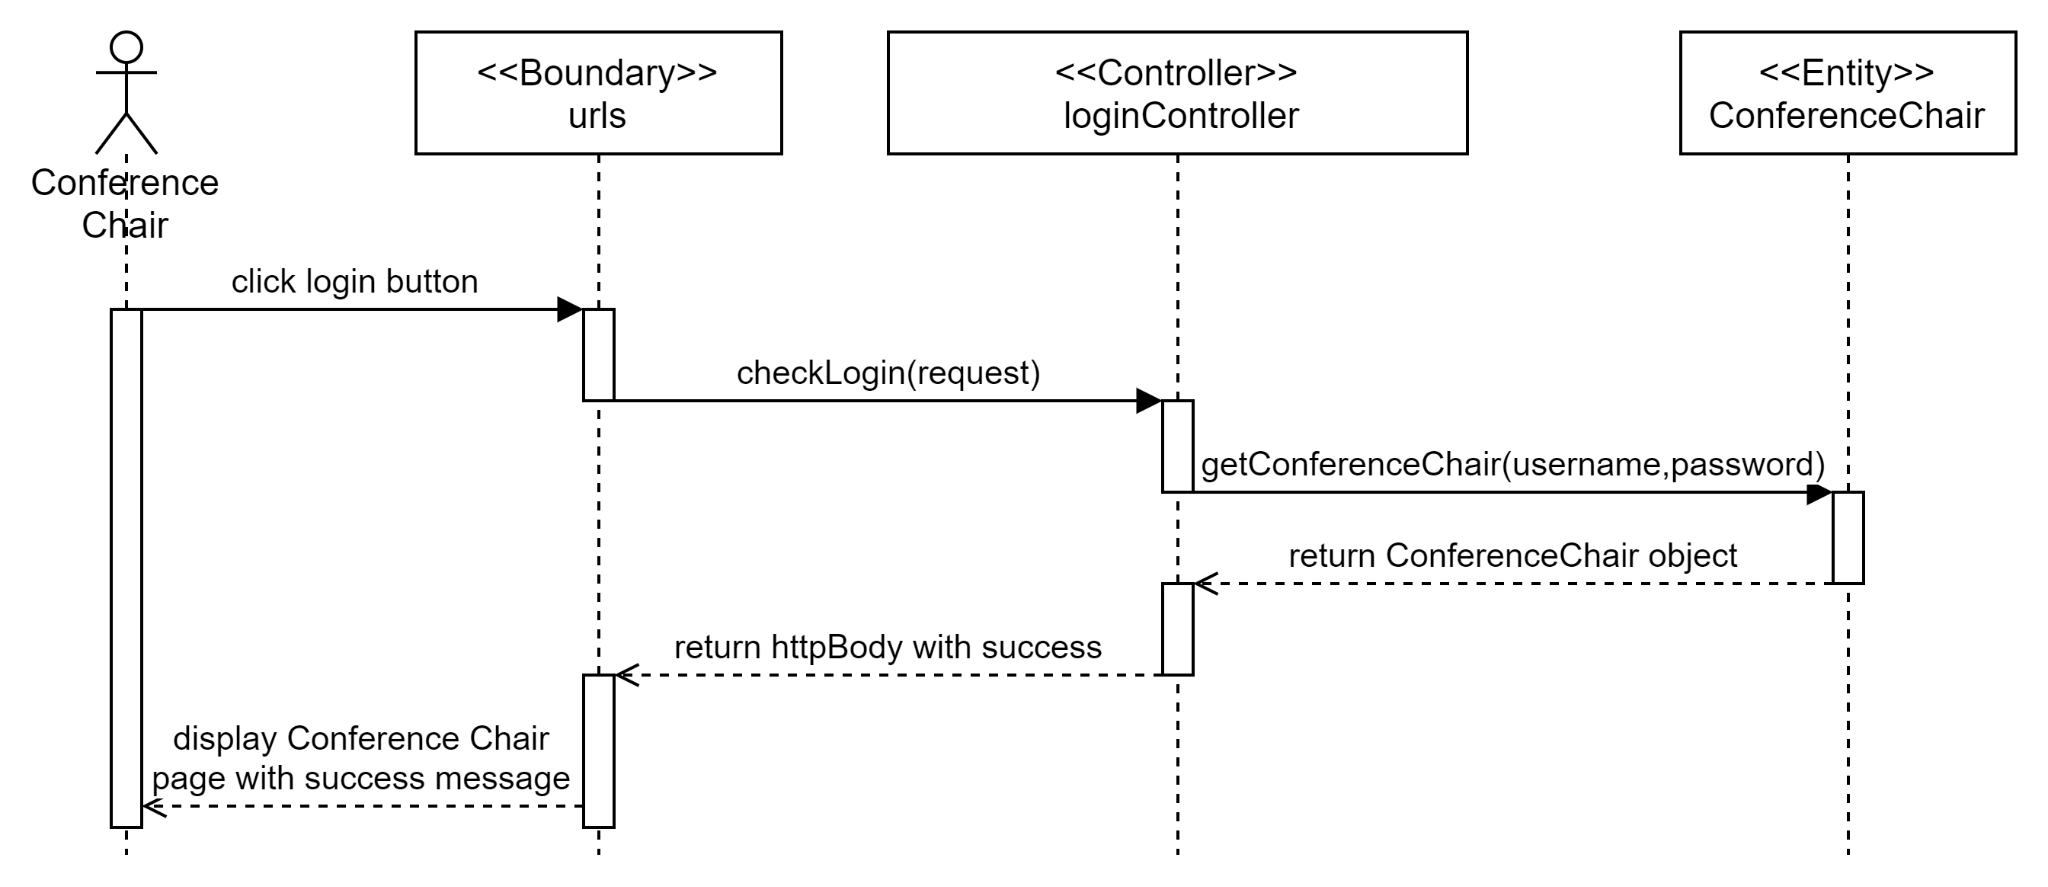 <<Boundary>>
urls
<<Controller>>
loginController
<<Entity>>
ConferenceChair
Conference
Chair
click login button
checkLogin(request)
getConferenceChair(username,password)
return ConferenceChair object
return httpBody with success
display Conference Chair
page with success message